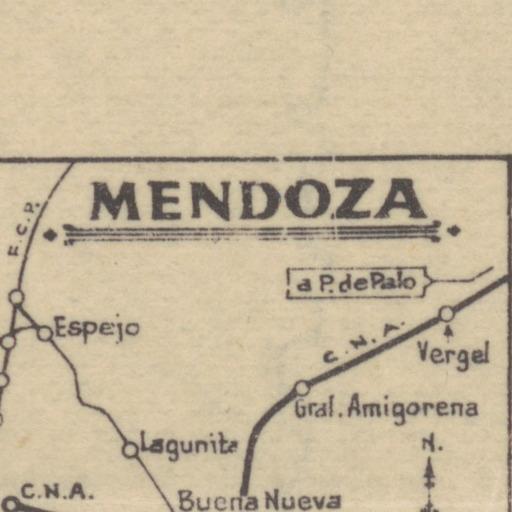 MENDOZA
F.C.P.
a P. de Palo
Espejo
C.N.A.
Vergel
Gral. Amigorena
Lagunita
N.
C.N.A.
Buena Nueva